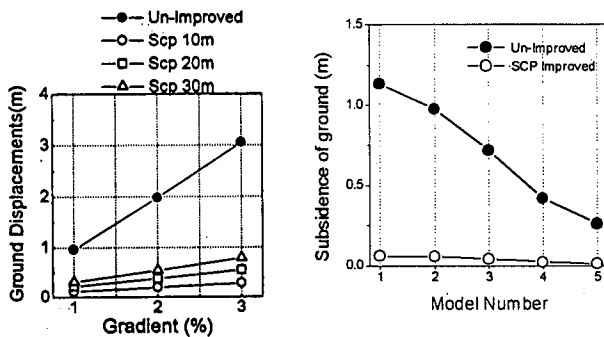 Un-Improved
Scp 10m
Scp 20m
Scp 30m
Ground Displacements(m)
4
3
2
1
0
1 2 3
Gradient (%)
Subsidence of ground (m)
1.5
1.0
0.5
0.0
Un-Improved
SCP Improved
1 2 3 4 5
Model Number